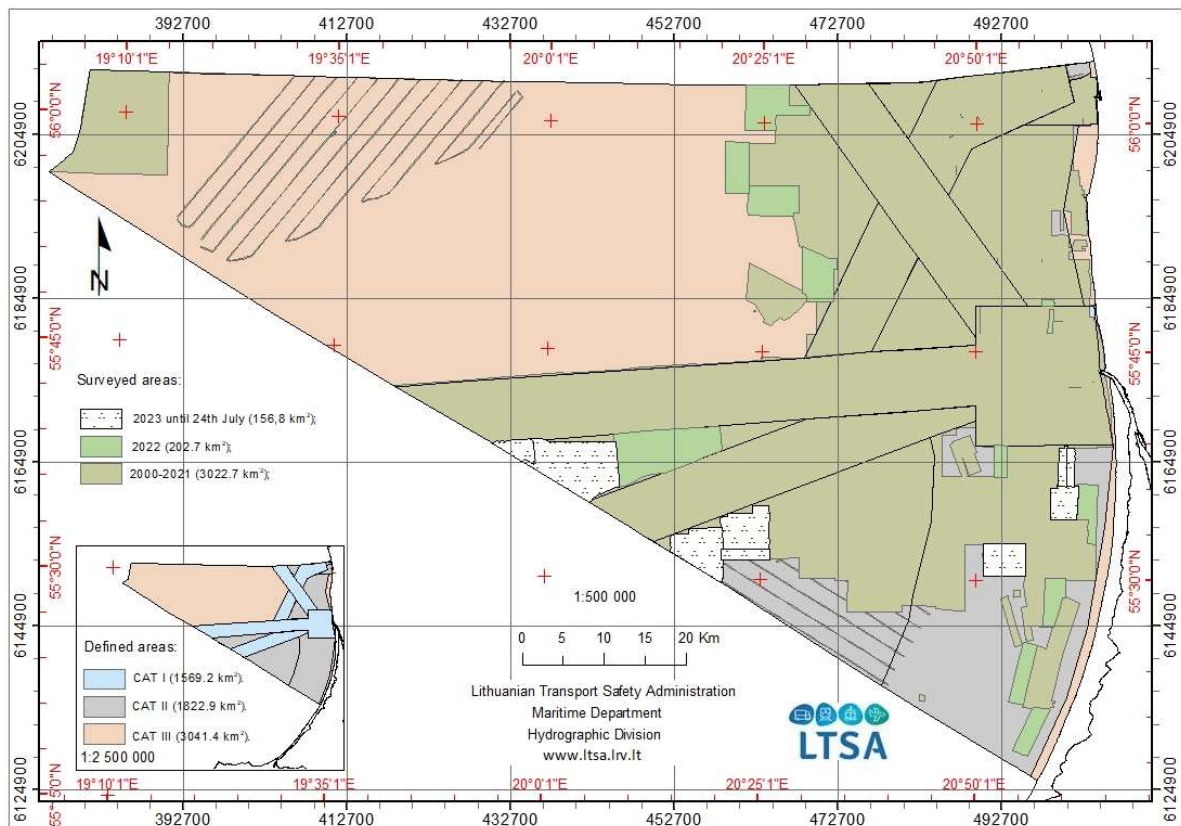 392700 412700 432700 452700 472700 492700
19°10'1"E 19°35'1"E 20°0'1"E 20°25'1"E 20°50'1"E
56°0'0"N 56°0'0"N
6204900 6204900
N
6184900 6184900
55°45'0"N 55°45'0"N
Surveyed areas:
2023 until 24th July (156,8 km²);
2022 (202.7 km²);
2000-2021 (3022.7 km²);
6164900 6164900
55°30'0"N 55°30'0"N
1:500 000
0 5 10 15 20 Km
6144900 6144900
Defined areas:
CAT I (1569.2 km²).
CAT II (1822.9 km²).
CAT III (3041.4 km²).
1:2 500 000
Lithuanian Transport Safety Administration
Maritime Department
Hydrographic Division
www.ltsa.lrv.lt
LTSA
19°10'1"E 19°35'1"E 20°25'1"E 20°50'1"E
6124900 6124900
392700 412700 432700 452700 472700 492700